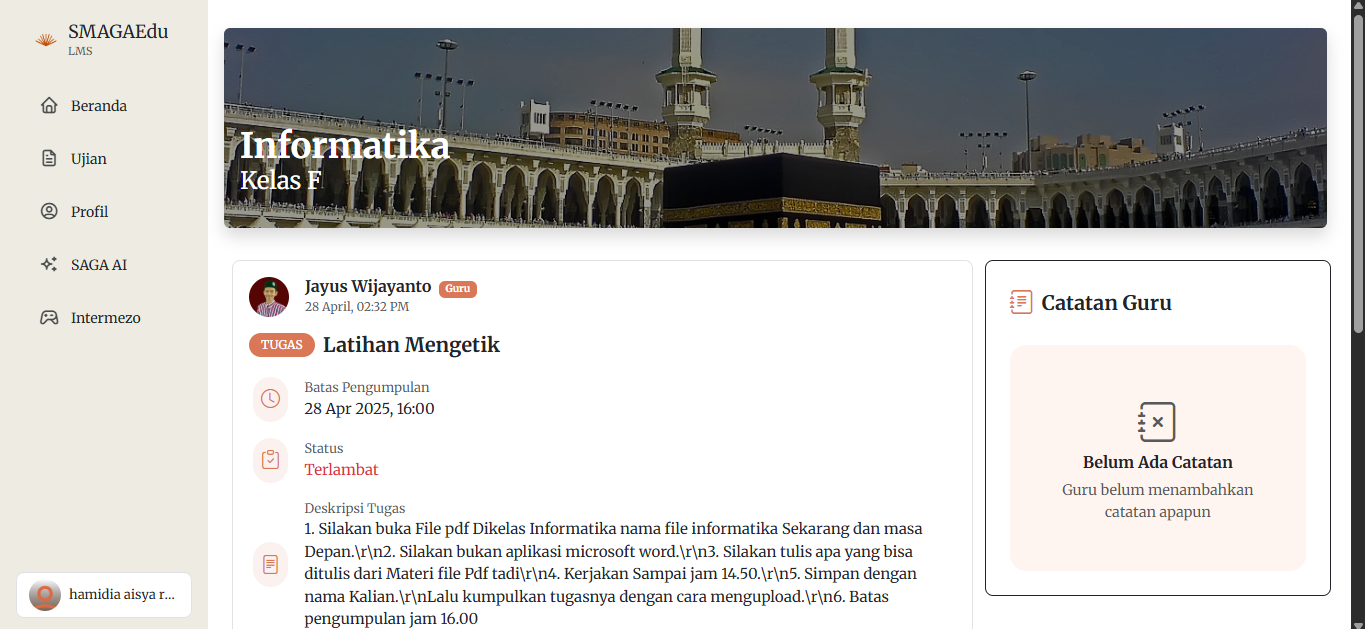 SMAGAEdu
LMS
Beranda
Ujian
Profil
SAGA AI
Intermezo
hamidia aisya r...
Informatika
Kelas F
Jayus Wijayanto Guru
28 April, 02:32 PM
TUGAS Latihan Mengetik
Batas Pengumpulan
28 Apr 2025, 16:00
Status
Terlambat
Deskripsi Tugas
1. Silakan buka File pdf Dikelas Informatika nama file informatika Sekarang dan masa
Depan.\r\n2. Silakan bukan aplikasi microsoft word.\r\n3. Silakan tulis apa yang bisa
ditulis dari Materi file Pdf tadi\r\n4. Kerjakan Sampai jam 14.50.\r\n5. Simpan dengan
nama Kalian.\r\nLalu kumpulkan tugasnya dengan cara mengupload.\r\n6. Batas
pengumpulan jam 16.00
Catatan Guru
Belum Ada Catatan
Guru belum menambahkan
catatan apapun